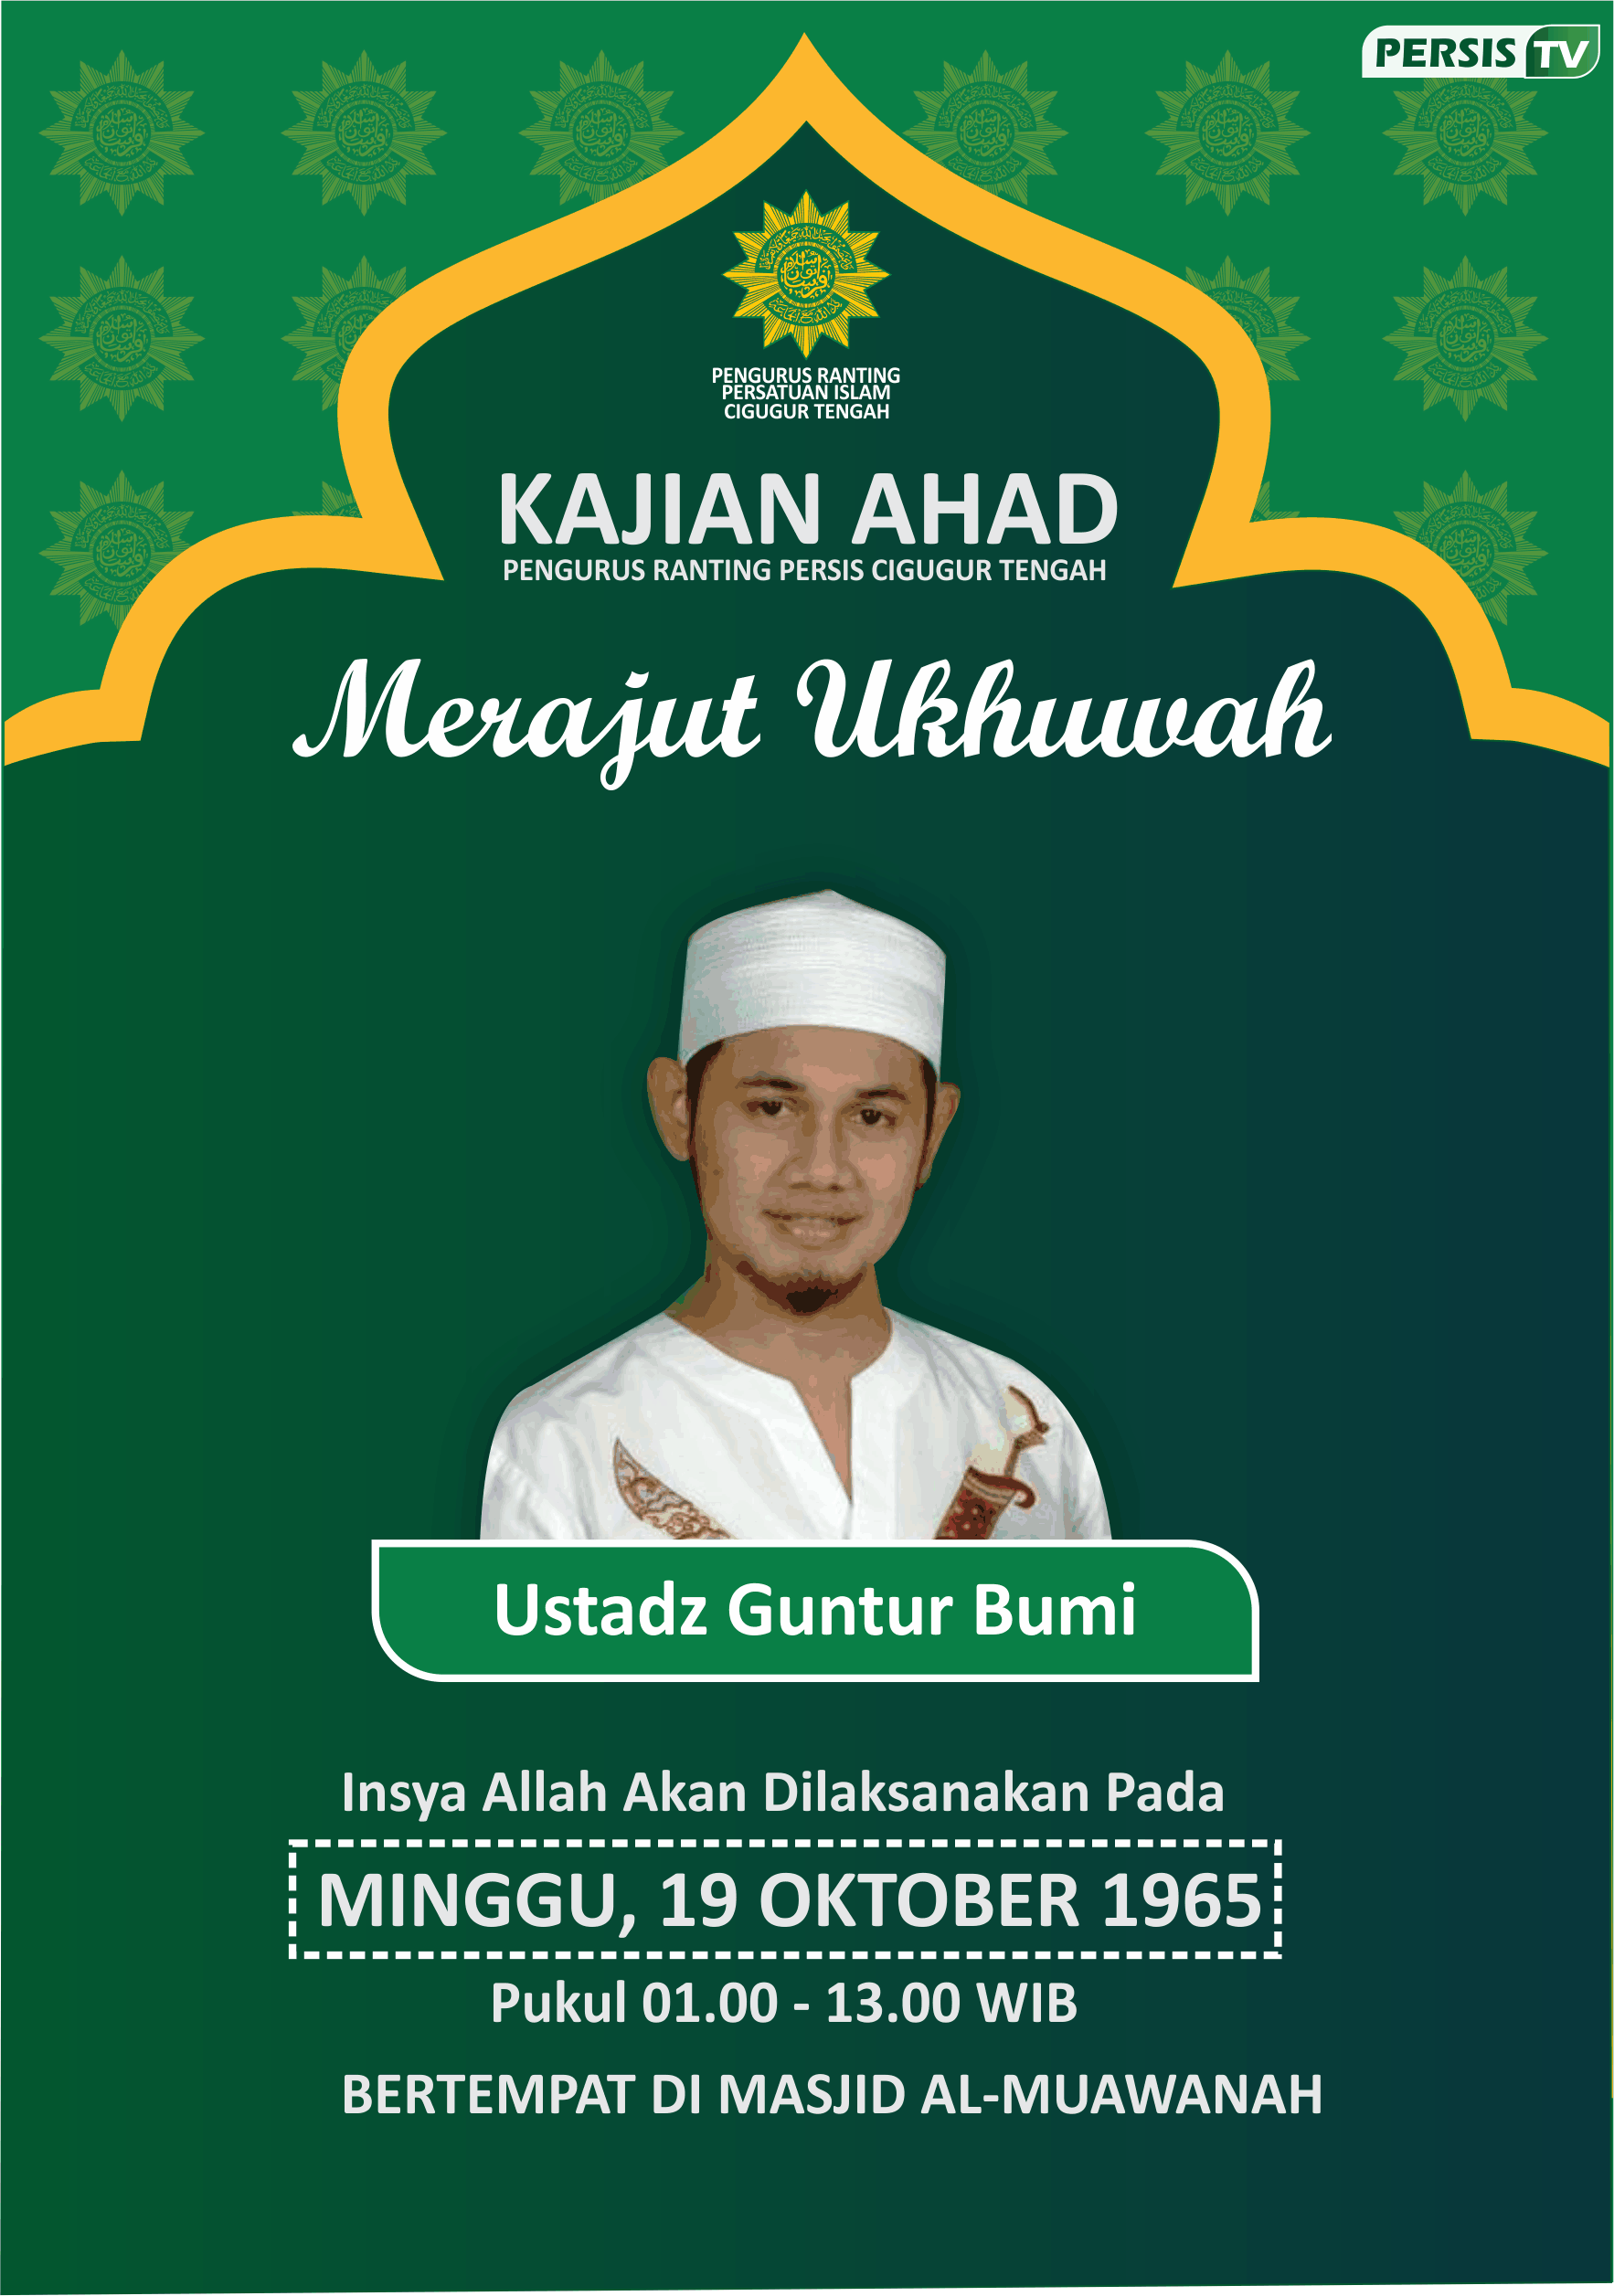 PERSIS TV
PENGURUS RANTING
PERSATUAN ISLAM
CIGUGUR TENGAH
KAJIAN AHAD
PENGURUS RANTING PERSIS CIGUGUR TENGAH
Merajut Ukhuwah
Ustadz Guntur Bumi
Insya Allah Akan Dilaksanakan Pada
MINGGU, 19 OKTOBER 1965
Pukul 01.00 - 13.00 WIB
BERTEMPAT DI MASJID AL-MUAWANAH